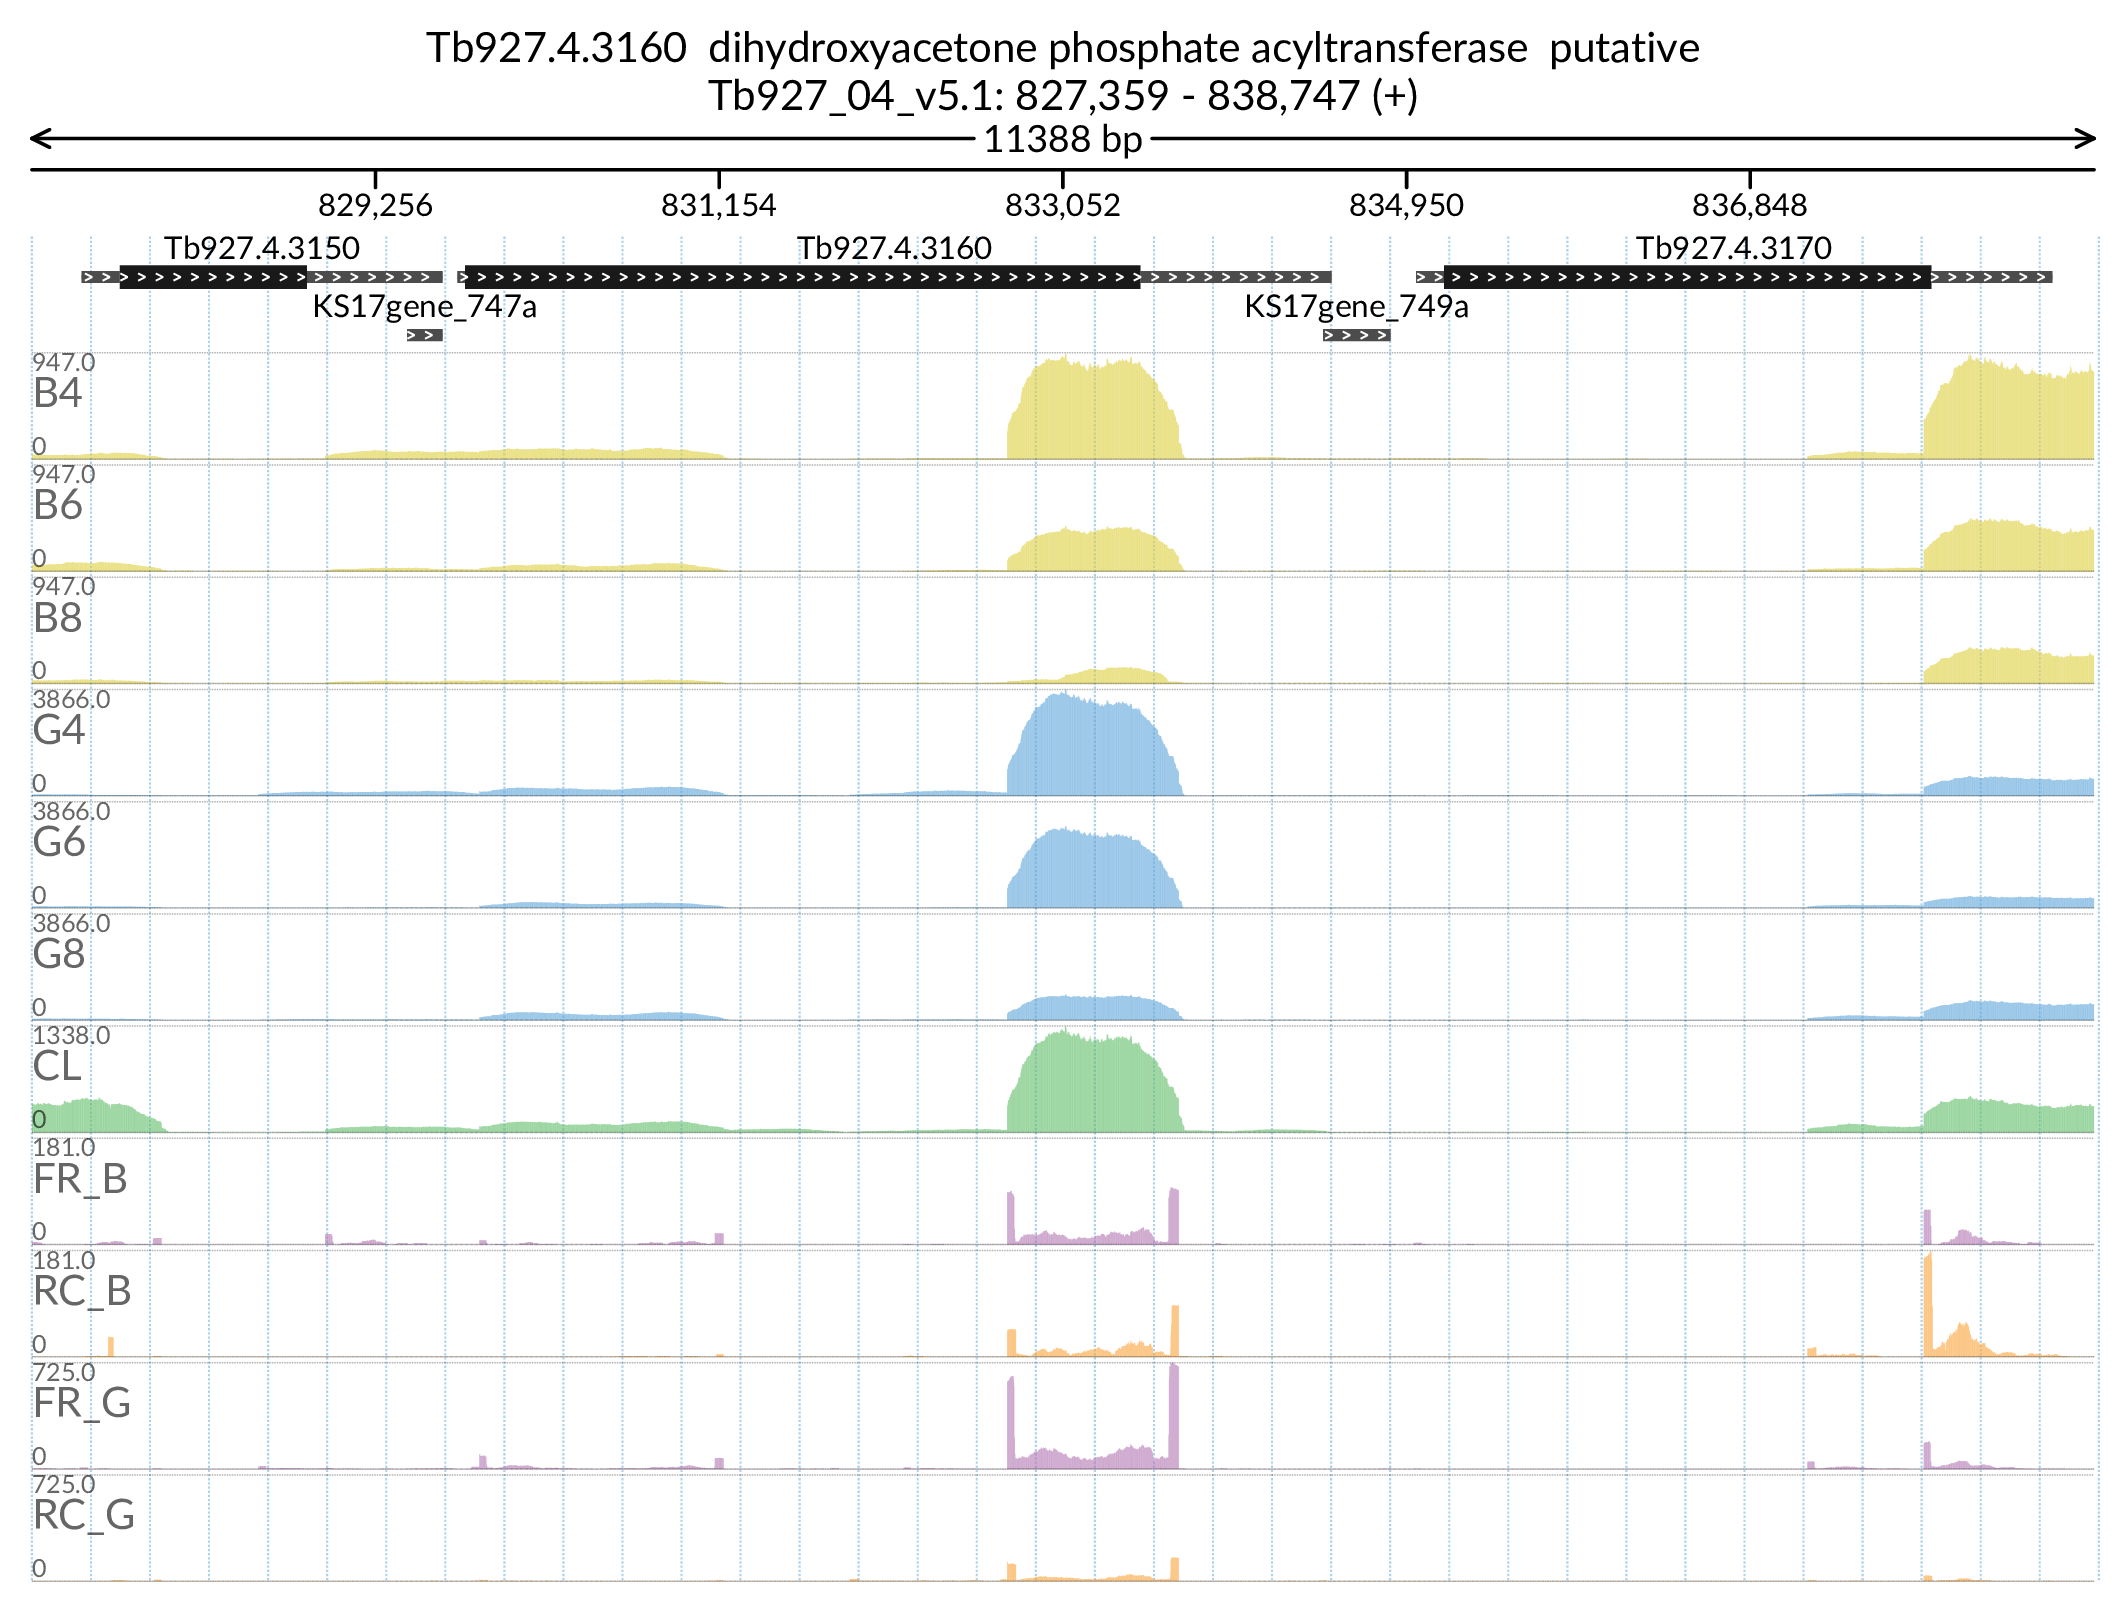 Tb927.4.3160 dihydroxyacetone phosphate acyltransferase putative
Tb927_04_v5.1: 827,359 - 838,747 (+)
11388 bp
829,256 831,154 833,052 834,950 836,848
Tb927.4.3150 Tb927.4.3160 Tb927.4.3170
KS17gene_747a KS17gene_749a
947.0
B4
0
947.0
B6
0
947.0
B8
0
3866.0
G4
0
3866.0
G6
0
3866.0
G8
0
1338.0
CL
0
181.0
FR_B
0
181.0
RC_B
0
725.0
FR_G
0
725.0
RC_G
0